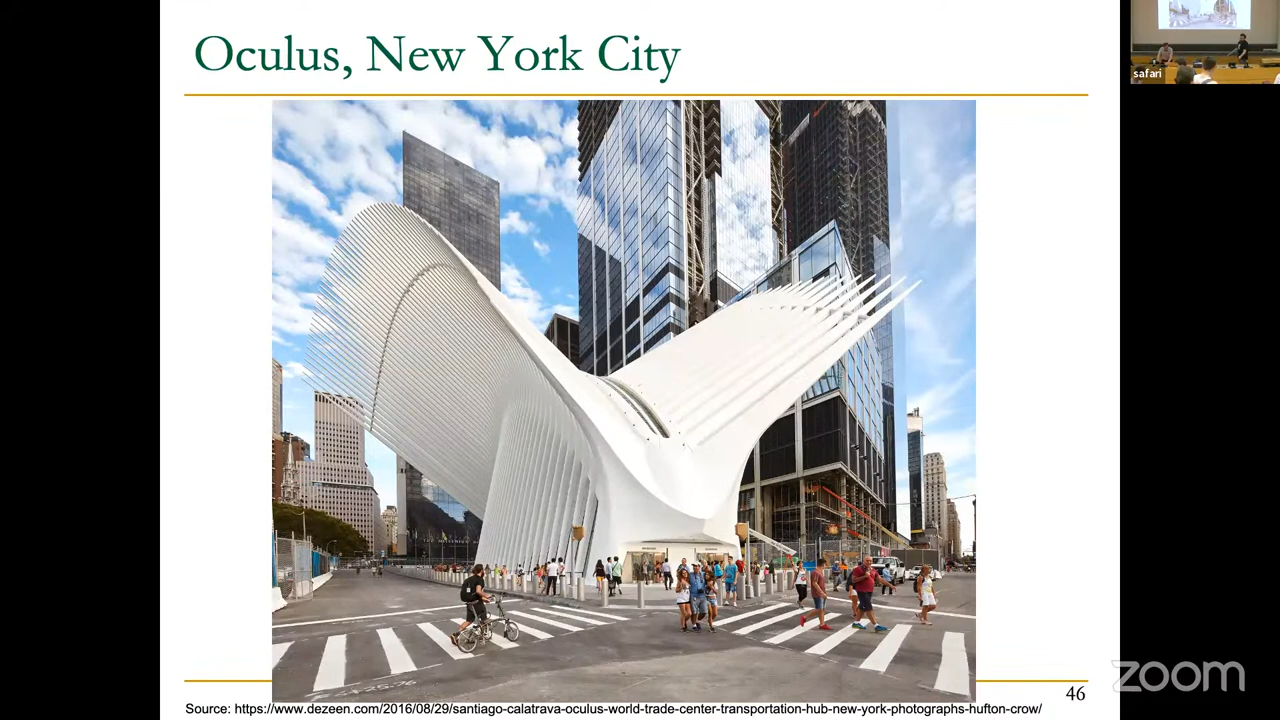 Oculus, New York City
safari
46
Source: https://www.dezeen.com/2016/08/29/santiago-calatrava-oculus-world-trade-center-transportation-hub-new-york-photographs-hufton-crow/
zoom